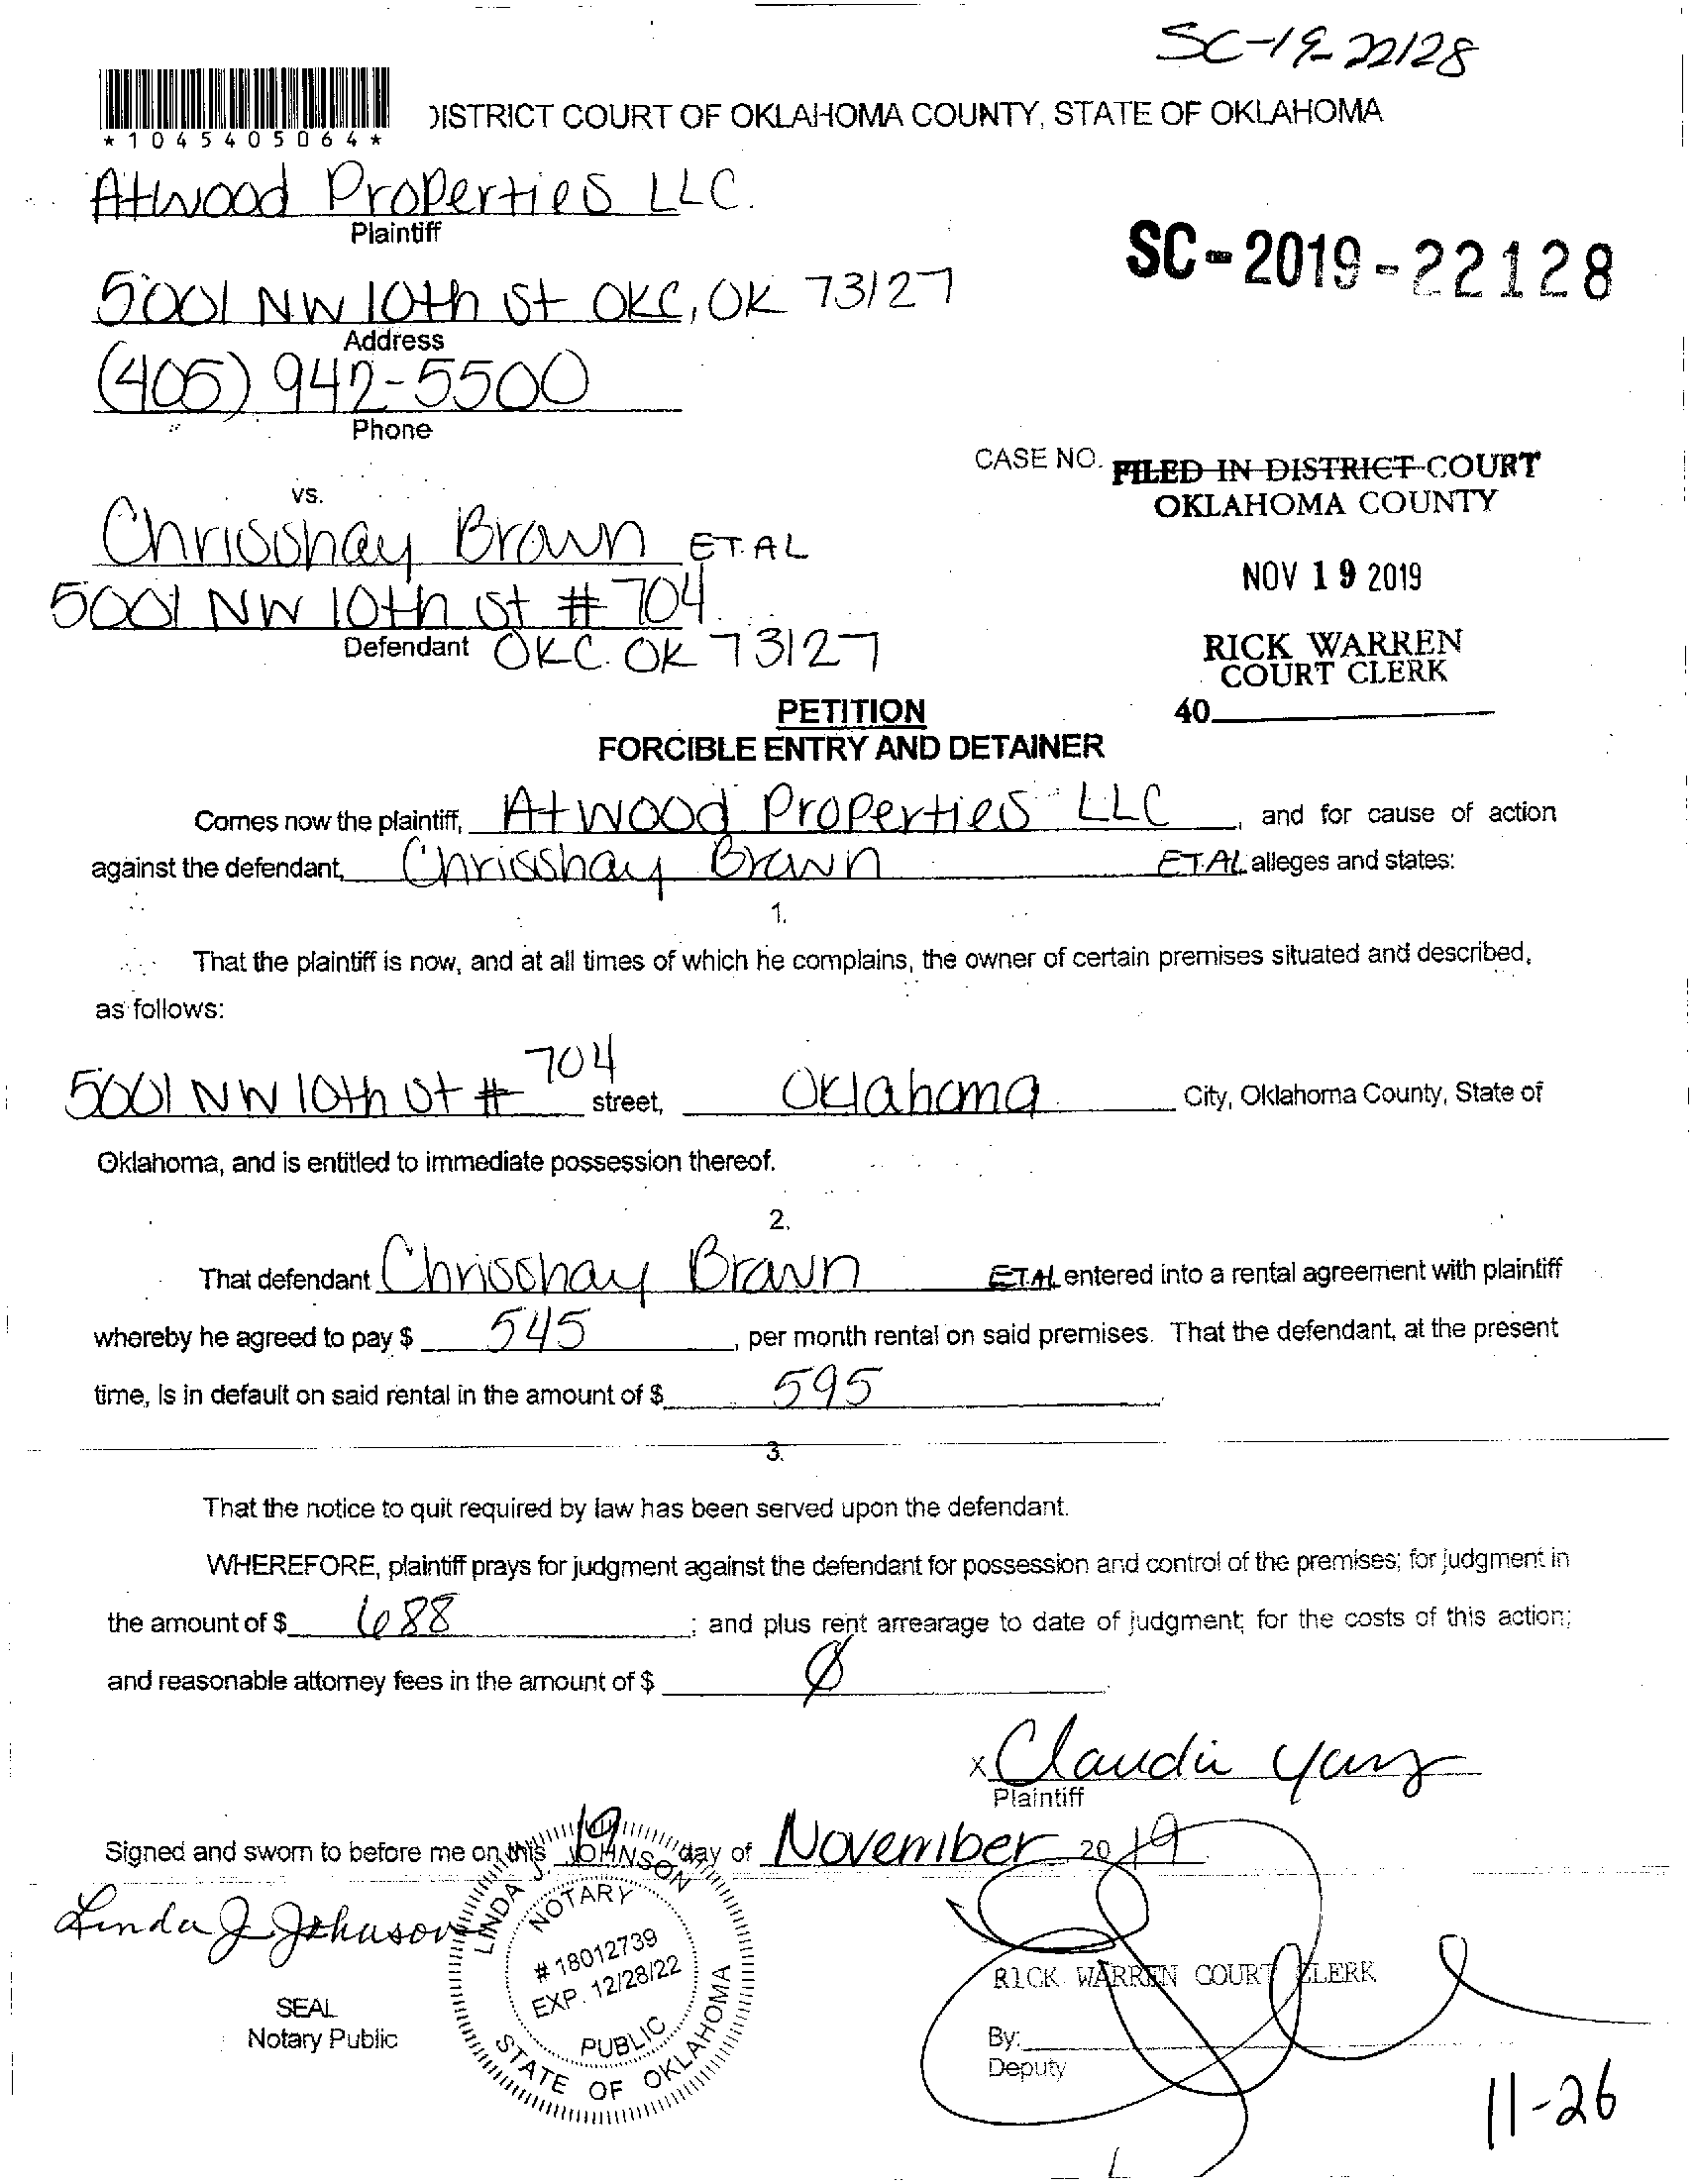 SC-19-22128
*1045405064*
DISTRICT COURT OF OKLAHOMA COUNTY, STATE OF OKLAHOMA
Atwood Properties LLC.
Plaintiff
SC-2019-22128
5001 NW 10th St OKC, OK 73127
Address
(405) 942-5500
Phone
CASE NO.
FILED IN DISTRICT COURT
OKLAHOMA COUNTY
vs.
Chrisshay Brown ET.AL
NOV 19 2019
5001 NW 10th St # 704
Defendant OKC. OK 73127
RICK WARREN
COURT CLERK
40
PETITION
FORCIBLE ENTRY AND DETAINER
Comes now the plaintiff, Atwood Properties LLC, and for cause of action
against the defendant, Chrisshay Brown ET.AL alleges and states:
1.
That the plaintiff is now, and at all times of which he complains, the owner of certain premises situated and described,
as follows:
5001 NW 10th St # 704 street, Oklahoma City, Oklahoma County, State of
Oklahoma, and is entitled to immediate possession thereof.
2.
That defendant Chrisshay Brown ET.AL entered into a rental agreement with plaintiff
whereby he agreed to pay $ 545, per month rental on said premises. That the defendant, at the present
time, is in default on said rental in the amount of $ 595
3.
That the notice to quit required by law has been served upon the defendant.
WHEREFORE, plaintiff prays for judgment against the defendant for possession and control of the premises; for judgment in
the amount of $ 688; and plus rent arrearage to date of judgment; for the costs of this action;
and reasonable attorney fees in the amount of $ Ø
x Claudia
Plaintiff
Signed and sworn to before me on this 19 day of November 2019
Linda J Johnson
LINDA J. JOHNSON
NOTARY
# 18012739
EXP. 12/28/22
PUBLIC
STATE OF OKLAHOMA
SEAL
Notary Public
RICK WARREN COURT CLERK
By:
Deputy
11-26